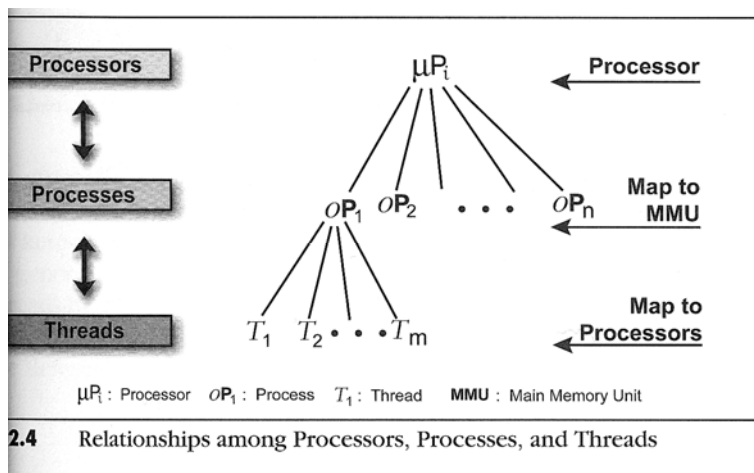 Processors
μPᵢ
Processor
Processes
OP₁ OP₂ • • • OPₙ
Map to
MMU
Threads
T₁ T₂ • • • Tₘ
Map to
Processors
μPᵢ : Processor OP₁ : Process T₁ : Thread MMU : Main Memory Unit
2.4 Relationships among Processors, Processes, and Threads